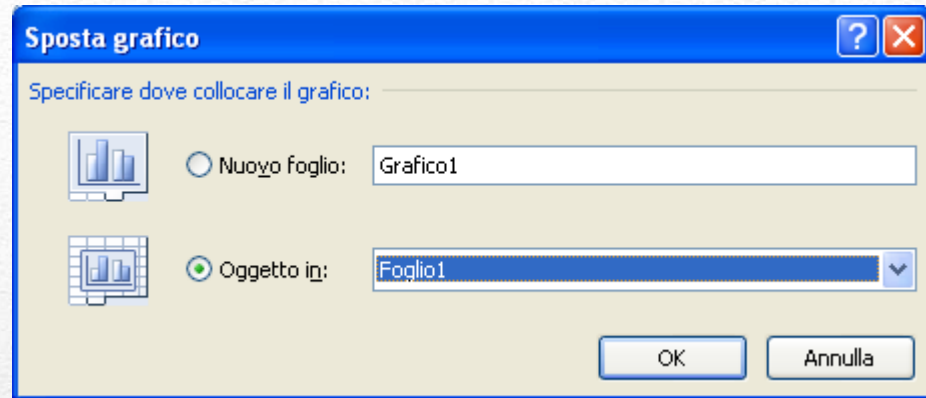 Sposta grafico
Specificare dove collocare il grafico:
Nuovo foglio: Grafico1
Oggetto in: Foglio1
OK Annulla